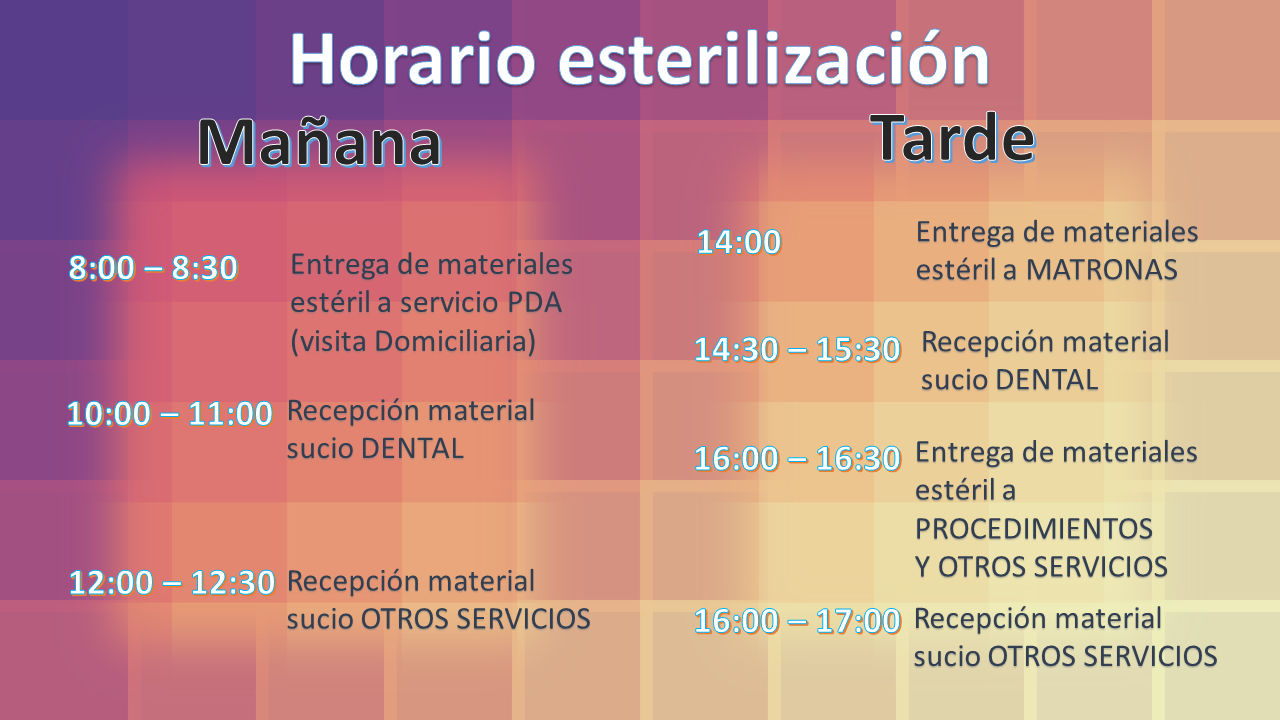 Horario esterilización
Mañana
8:00 – 8:30
Entrega de materiales
estéril a servicio PDA
(visita Domiciliaria)
10:00 – 11:00
Recepción material
sucio DENTAL
12:00 – 12:30
Recepción material
sucio OTROS SERVICIOS
Tarde
14:00
Entrega de materiales
estéril a MATRONAS
14:30 – 15:30
Recepción material
sucio DENTAL
16:00 – 16:30
Entrega de materiales
estéril a
PROCEDIMIENTOS
Y OTROS SERVICIOS
16:00 – 17:00
Recepción material
sucio OTROS SERVICIOS